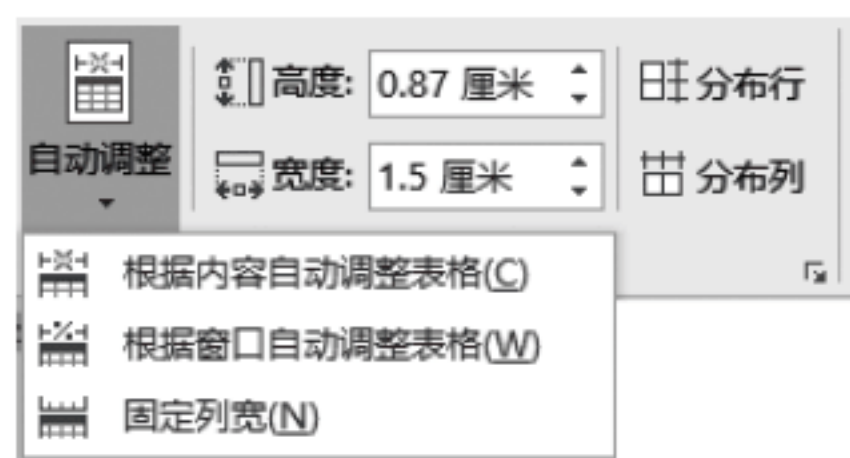 高度: 0.87 厘米 分布行
自动调整 宽度: 1.5 厘米 分布列
根据内容自动调整表格(C)
根据窗口自动调整表格(W)
固定列宽(N)